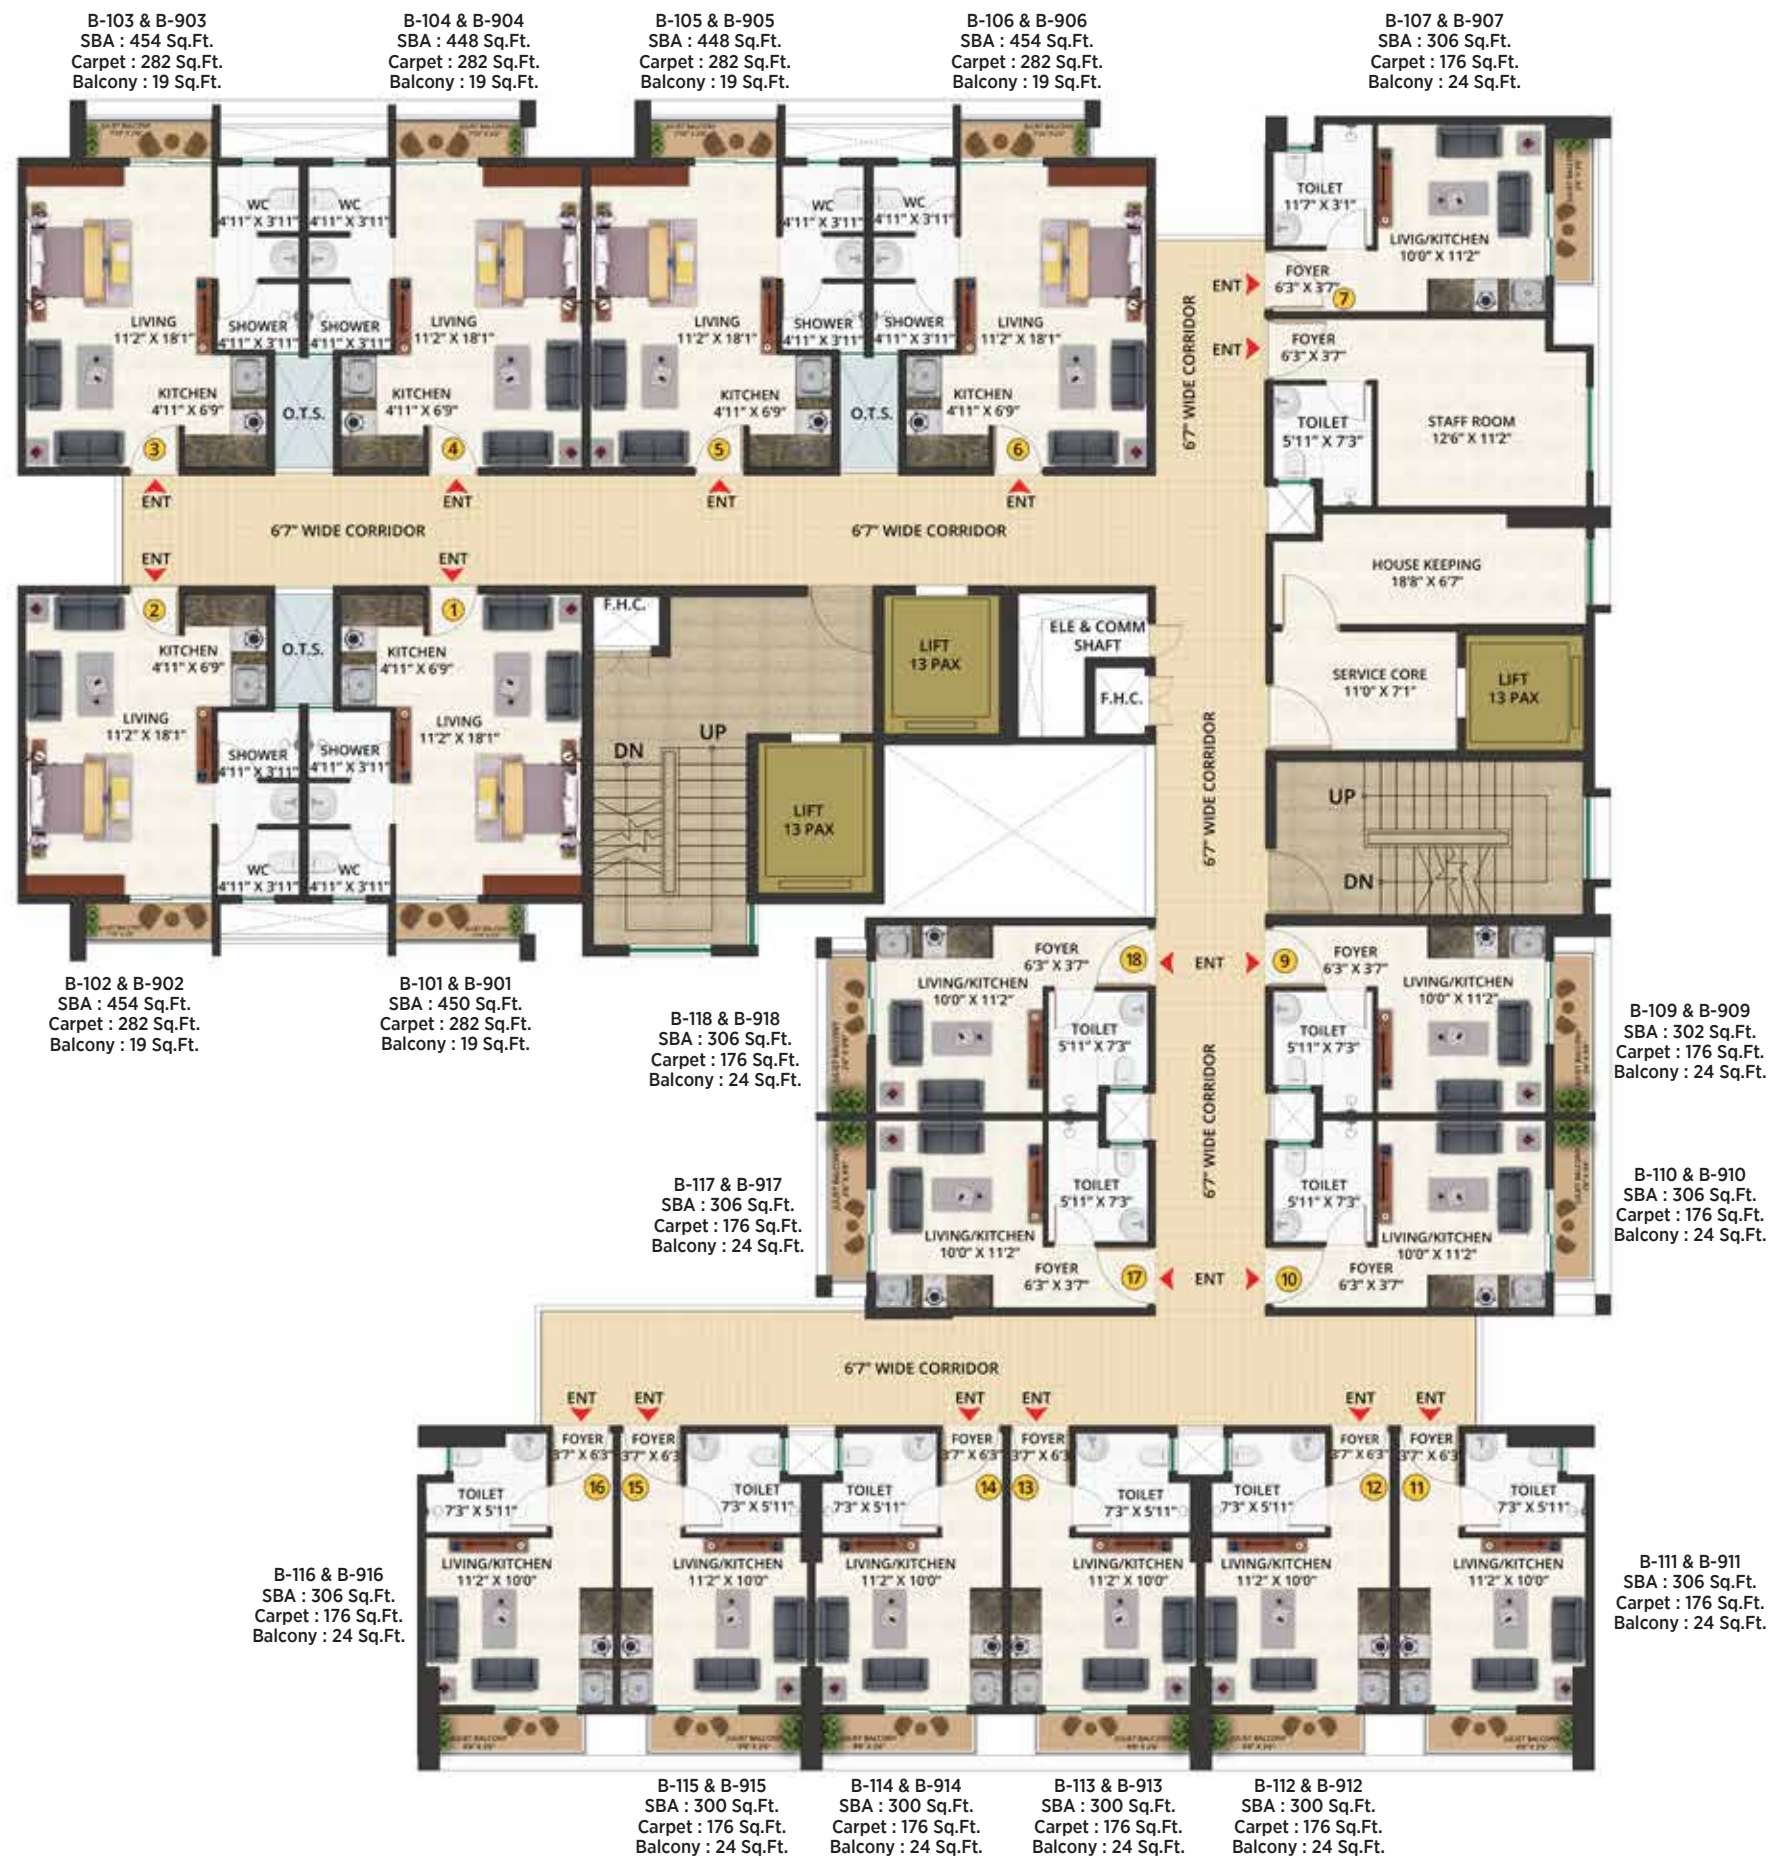 B-103 & B-903
SBA : 454 Sq.Ft.
Carpet : 282 Sq.Ft.
Balcony : 19 Sq.Ft.
B-104 & B-904
SBA : 448 Sq.Ft.
Carpet : 282 Sq.Ft.
Balcony : 19 Sq.Ft.
B-105 & B-905
SBA : 448 Sq.Ft.
Carpet : 282 Sq.Ft.
Balcony : 19 Sq.Ft.
B-106 & B-906
SBA : 454 Sq.Ft.
Carpet : 282 Sq.Ft.
Balcony : 19 Sq.Ft.
B-107 & B-907
SBA : 306 Sq.Ft.
Carpet : 176 Sq.Ft.
Balcony : 24 Sq.Ft.
WC
4'11" X 3'11"
WC
4'11" X 3'11"
SHOWER
4'11" X 3'11"
SHOWER
4'11" X 3'11"
LIVING
11'2" X 18'1"
LIVING
11'2" X 18'1"
KITCHEN
4'11" X 6'9"
O.T.S.
KITCHEN
4'11" X 6'9"
3
4
ENT
ENT
WC
4'11" X 3'11"
WC
4'11" X 3'11"
SHOWER
4'11" X 3'11"
SHOWER
4'11" X 3'11"
LIVING
11'2" X 18'1"
LIVING
11'2" X 18'1"
KITCHEN
4'11" X 6'9"
O.T.S.
KITCHEN
4'11" X 6'9"
5
6
ENT
ENT
TOILET
11'7" X 3'1"
LIVIG/KITCHEN
10'0" X 11'2"
FOYER
6'3" X 3'7"
7
ENT
ENT
FOYER
6'3" X 3'7"
6'7" WIDE CORRIDOR
TOILET
5'11" X 7'3"
STAFF ROOM
12'6" X 11'2"
6'7" WIDE CORRIDOR
6'7" WIDE CORRIDOR
HOUSE KEEPING
18'8" X 6'7"
SERVICE CORE
11'0" X 7'1"
LIFT
13 PAX
ENT
ENT
2
1
KITCHEN
4'11" X 6'9"
O.T.S.
KITCHEN
4'11" X 6'9"
LIVING
11'2" X 18'1"
LIVING
11'2" X 18'1"
SHOWER
4'11" X 3'11"
SHOWER
4'11" X 3'11"
WC
4'11" X 3'11"
WC
4'11" X 3'11"
F.H.C.
DN
UP
LIFT
13 PAX
LIFT
13 PAX
ELE & COMM
SHAFT
F.H.C.
6'7" WIDE CORRIDOR
UP
DN
B-102 & B-902
SBA : 454 Sq.Ft.
Carpet : 282 Sq.Ft.
Balcony : 19 Sq.Ft.
B-101 & B-901
SBA : 450 Sq.Ft.
Carpet : 282 Sq.Ft.
Balcony : 19 Sq.Ft.
B-118 & B-918
SBA : 306 Sq.Ft.
Carpet : 176 Sq.Ft.
Balcony : 24 Sq.Ft.
FOYER
6'3" X 3'7"
18
ENT
9
FOYER
6'3" X 3'7"
LIVING/KITCHEN
10'0" X 11'2"
LIVING/KITCHEN
10'0" X 11'2"
TOILET
5'11" X 7'3"
TOILET
5'11" X 7'3"
B-109 & B-909
SBA : 302 Sq.Ft.
Carpet : 176 Sq.Ft.
Balcony : 24 Sq.Ft.
6'7" WIDE CORRIDOR
B-117 & B-917
SBA : 306 Sq.Ft.
Carpet : 176 Sq.Ft.
Balcony : 24 Sq.Ft.
TOILET
5'11" X 7'3"
TOILET
5'11" X 7'3"
LIVING/KITCHEN
10'0" X 11'2"
LIVING/KITCHEN
10'0" X 11'2"
FOYER
6'3" X 3'7"
17
ENT
10
FOYER
6'3" X 3'7"
B-110 & B-910
SBA : 306 Sq.Ft.
Carpet : 176 Sq.Ft.
Balcony : 24 Sq.Ft.
6'7" WIDE CORRIDOR
ENT
ENT
ENT
ENT
ENT
ENT
FOYER
3'7" X 6'3"
FOYER
3'7" X 6'3
FOYER
3'7" X 6'3"
FOYER
3'7" X 6'3
FOYER
3'7" X 6'3"
FOYER
3'7" X 6'3
16
15
14
13
12
11
TOILET
7'3" X 5'11"
TOILET
7'3" X 5'11"
TOILET
7'3" X 5'11"
TOILET
7'3" X 5'11"
TOILET
7'3" X 5'11"
TOILET
7'3" X 5'11"
LIVING/KITCHEN
11'2" X 10'0"
LIVING/KITCHEN
11'2" X 10'0"
LIVING/KITCHEN
11'2" X 10'0"
LIVING/KITCHEN
11'2" X 10'0"
LIVING/KITCHEN
11'2" X 10'0"
LIVING/KITCHEN
11'2" X 10'0"
B-116 & B-916
SBA : 306 Sq.Ft.
Carpet : 176 Sq.Ft.
Balcony : 24 Sq.Ft.
B-111 & B-911
SBA : 306 Sq.Ft.
Carpet : 176 Sq.Ft.
Balcony : 24 Sq.Ft.
B-115 & B-915
SBA : 300 Sq.Ft.
Carpet : 176 Sq.Ft.
Balcony : 24 Sq.Ft.
B-114 & B-914
SBA : 300 Sq.Ft.
Carpet : 176 Sq.Ft.
Balcony : 24 Sq.Ft.
B-113 & B-913
SBA : 300 Sq.Ft.
Carpet : 176 Sq.Ft.
Balcony : 24 Sq.Ft.
B-112 & B-912
SBA : 300 Sq.Ft.
Carpet : 176 Sq.Ft.
Balcony : 24 Sq.Ft.